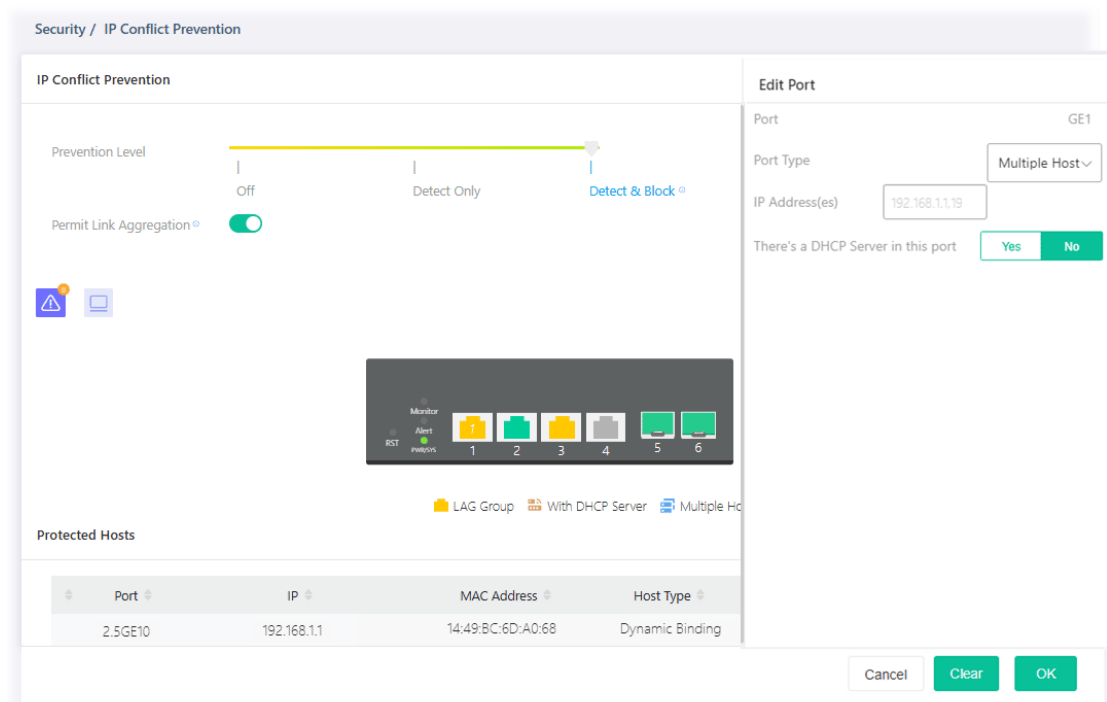 Security / IP Conflict Prevention
IP Conflict Prevention
Prevention Level
Off
Detect Only
Detect & Block
Permit Link Aggregation
Monitor
Alert
RST
PWR/SYS
1
1
2
3
4
5
6
LAG Group
With DHCP Server
Multiple Ho
Protected Hosts
Port
IP
MAC Address
Host Type
2.5GE10
192.168.1.1
14:49:BC:6D:A0:68
Dynamic Binding
Edit Port
Port
GE1
Port Type
Multiple Host
IP Address(es)
192.168.1.1,19
There's a DHCP Server in this port
Yes
No
Cancel
Clear
OK